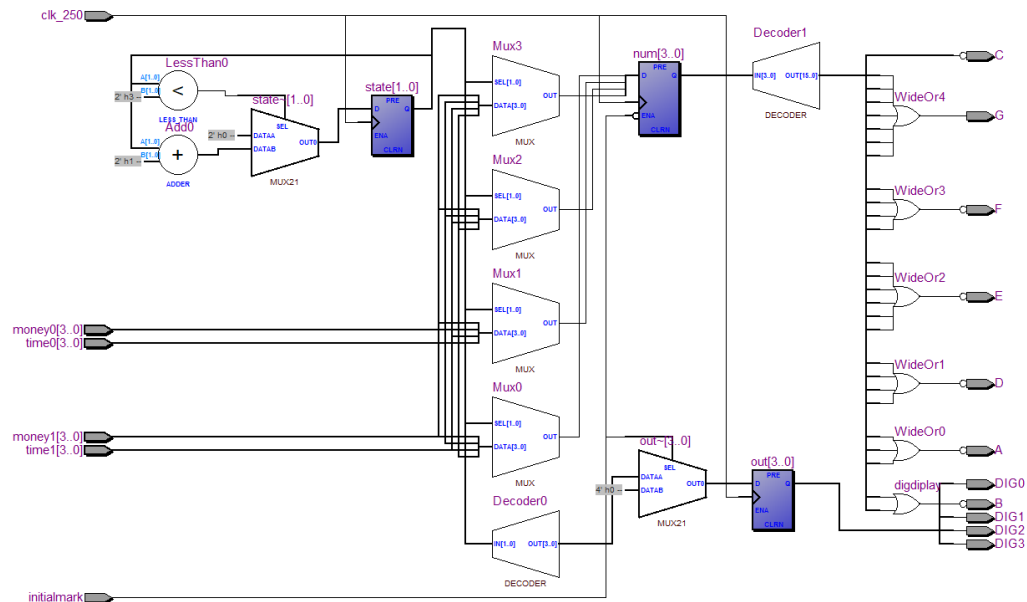 clk_250
LessThan0
A[1..0]
B[1..0]
2' h3
<
LESS_THAN
Add0
A[1..0]
B[1..0]
2' h1
+
ADDER
state~[1..0]
SEL
2' h0
DATAA
DATAB
OUT0
MUX21
state[1..0]
PRE
D
Q
ENA
CLRN
Mux3
SEL[1..0]
DATA[3..0]
OUT
MUX
Mux2
SEL[1..0]
DATA[3..0]
OUT
MUX
Mux1
SEL[1..0]
DATA[3..0]
OUT
MUX
Mux0
SEL[1..0]
DATA[3..0]
OUT
MUX
Decoder0
IN[1..0]
OUT[3..0]
DECODER
money0[3..0]
time0[3..0]
money1[3..0]
time1[3..0]
initialmark
num[3..0]
PRE
D
Q
ENA
CLRN
Decoder1
IN[3..0]
OUT[15..0]
DECODER
out~[3..0]
SEL
DATAA
4' h0
DATAB
OUT0
MUX21
out[3..0]
PRE
D
Q
ENA
CLRN
C
WideOr4
G
WideOr3
F
WideOr2
E
WideOr1
D
WideOr0
A
digdiplay
DIG0
B
DIG1
DIG2
DIG3